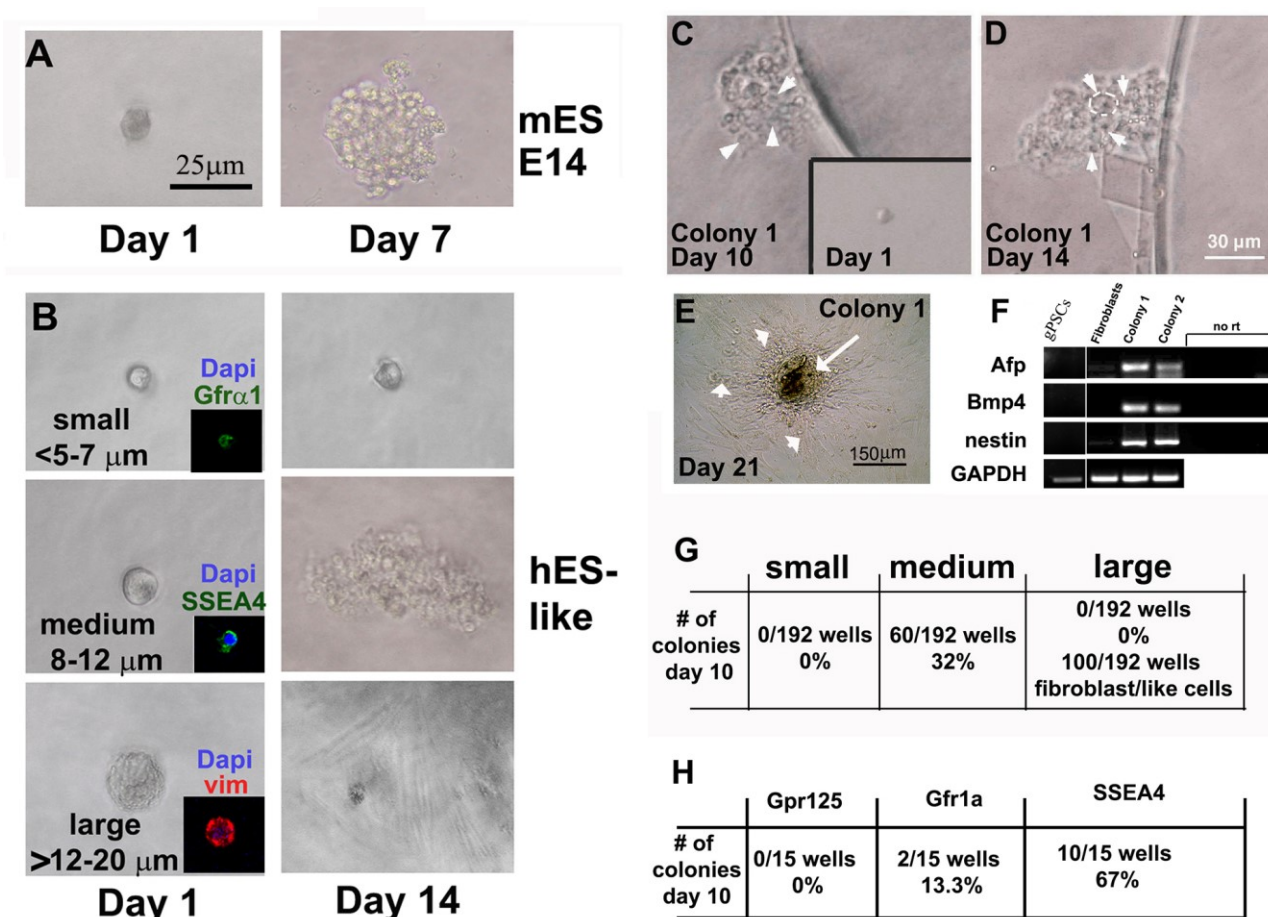 A
25μm
mES
E14
Day 1
Day 7
B
Dapi
Gfrα1
small
<5-7 μm
Dapi
SSEA4
medium
8-12 μm
hES-
like
Dapi
vim
large
>12-20 μm
Day 1
Day 14
C
Colony 1
Day 10
Day 1
D
Colony 1
Day 14
30 μm
E
Colony 1
Day 21
150μm
F
gPSCs
Fibroblasts
Colony 1
Colony 2
no rt
Afp
Bmp4
nestin
GAPDH
G
small
medium
large
# of
colonies
day 10
0/192 wells
0%
60/192 wells
32%
0/192 wells
0%
100/192 wells
fibroblast/like cells
H
Gpr125
Gfr1a
SSEA4
# of
colonies
day 10
0/15 wells
0%
2/15 wells
13.3%
10/15 wells
67%